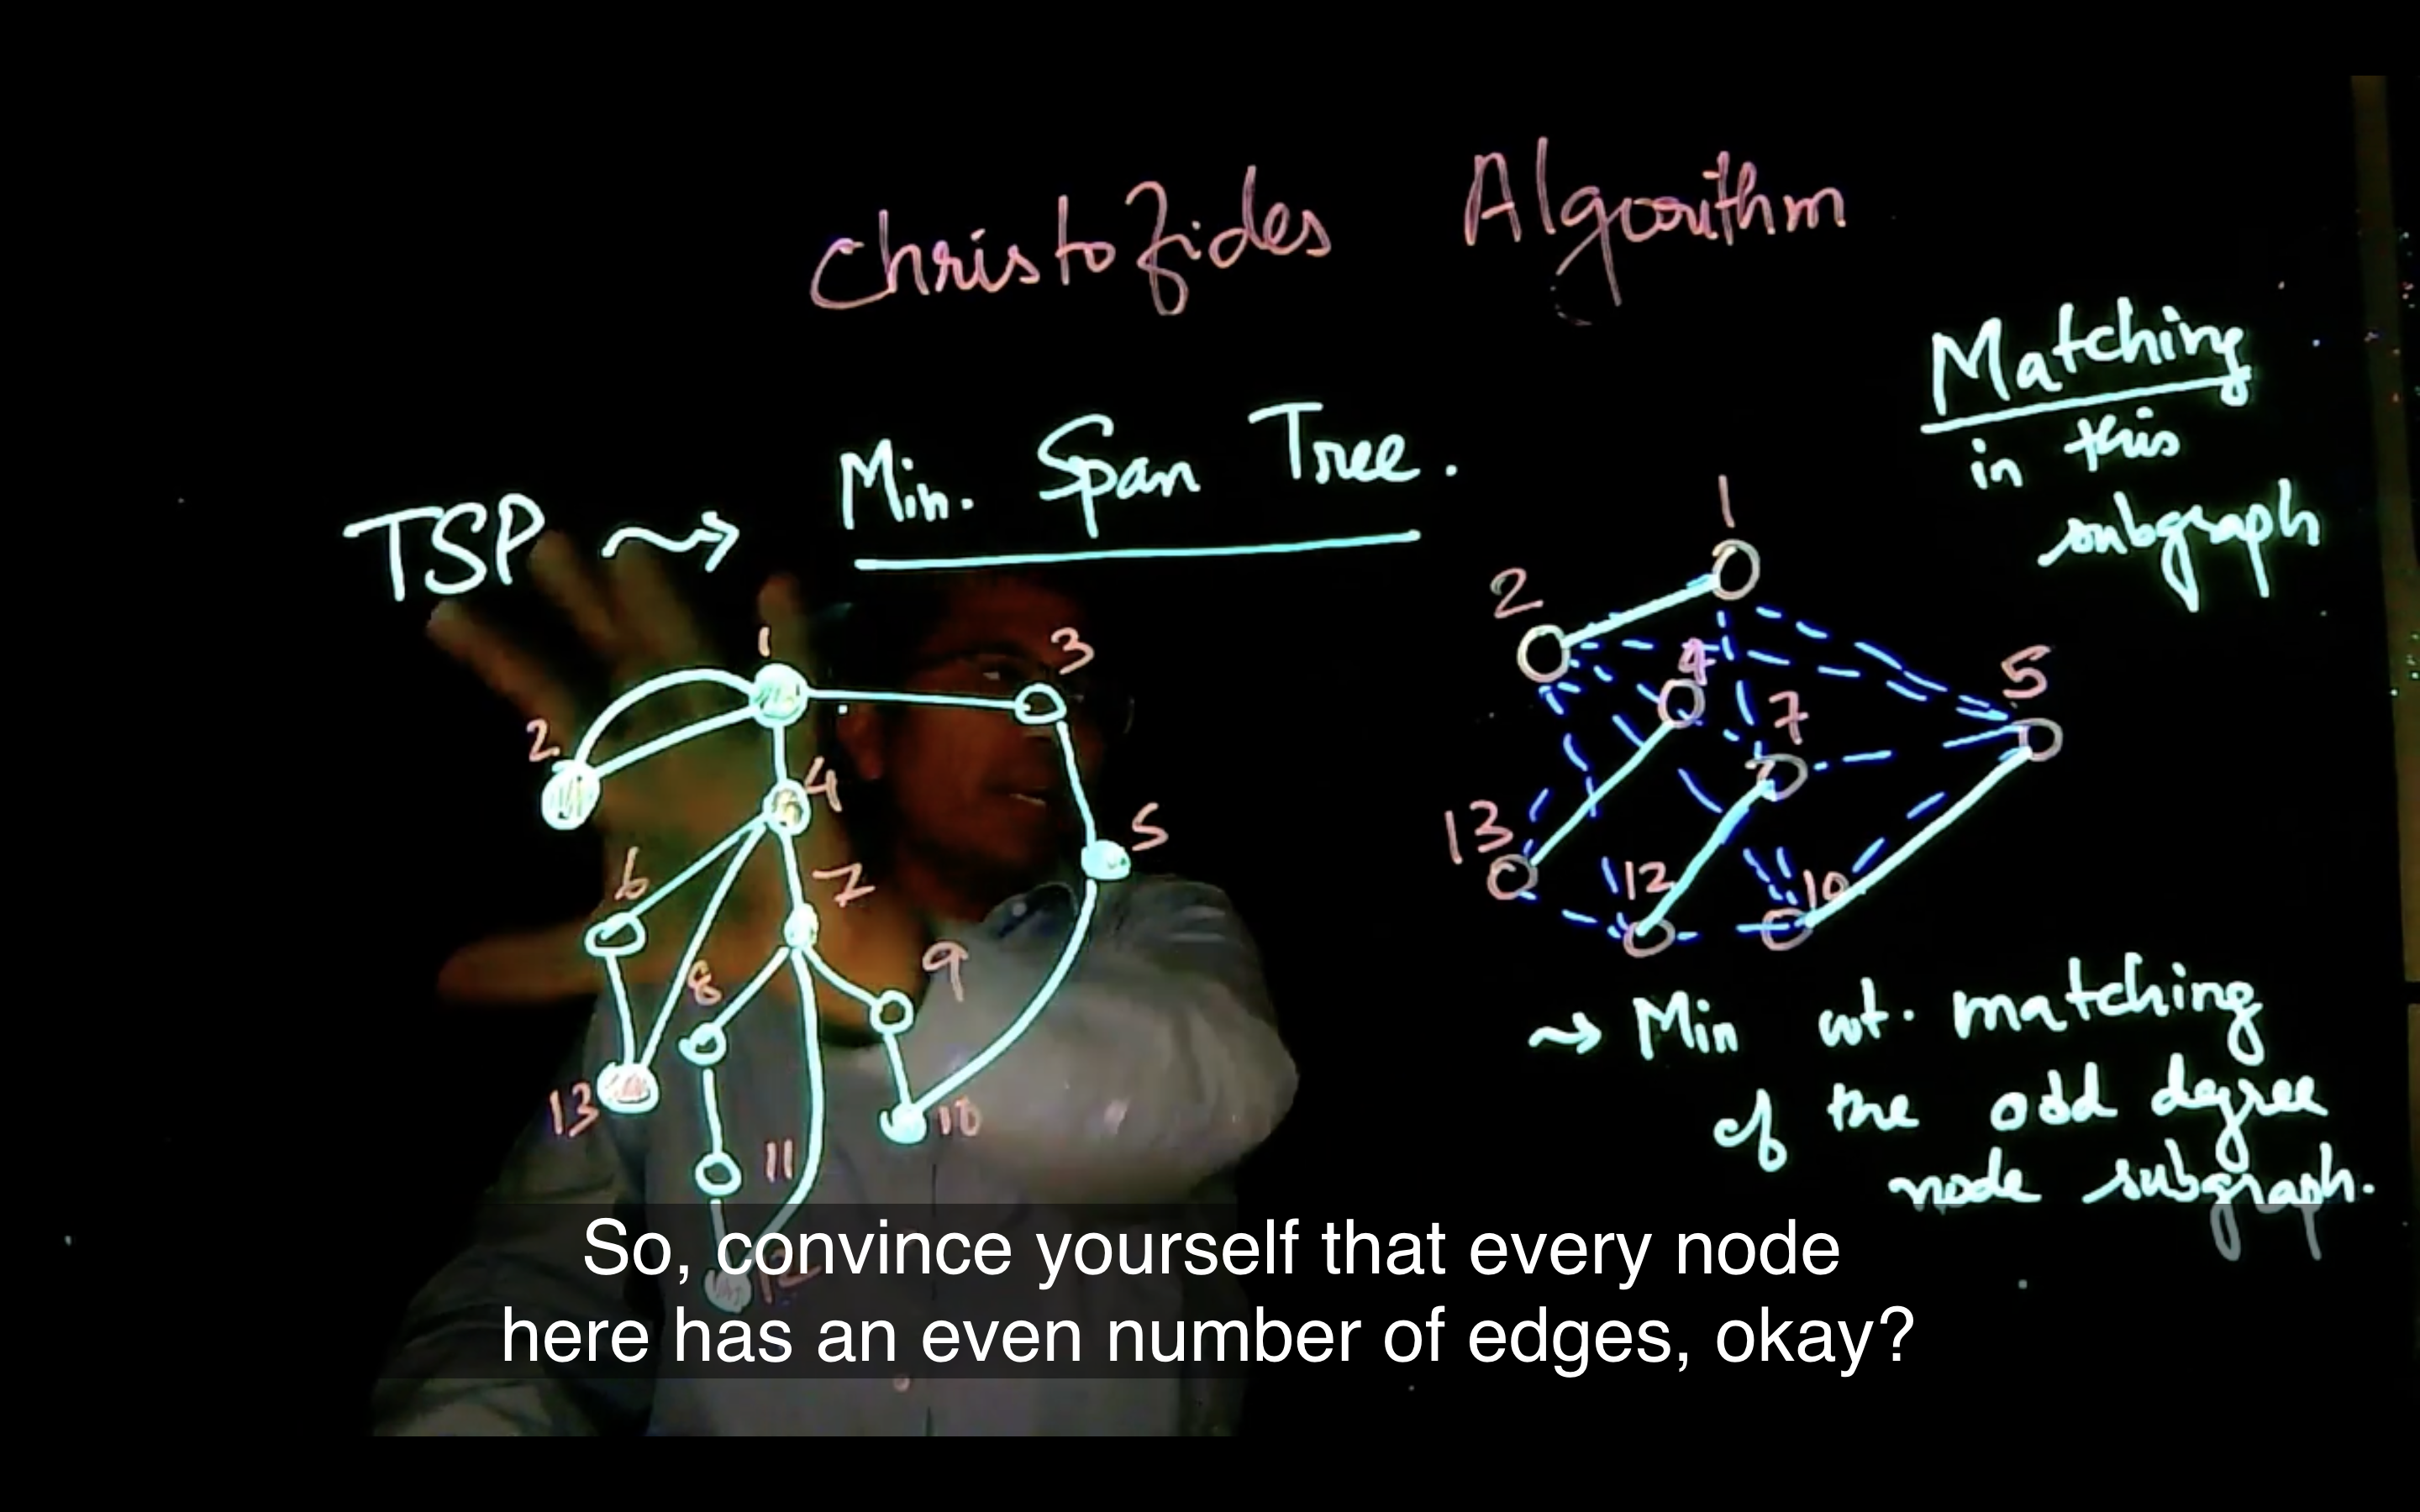 Christofides Algorithm
Matching
in this
subgraph
TSP ⇝ Min. Span Tree.
1
2
3
4
5
6
7
8
9
10
11
12
13
1
2
4
5
7
13
12
10
⇝ Min wt. matching
of the odd degree
node subgraph.
So, convince yourself that every node
here has an even number of edges, okay?